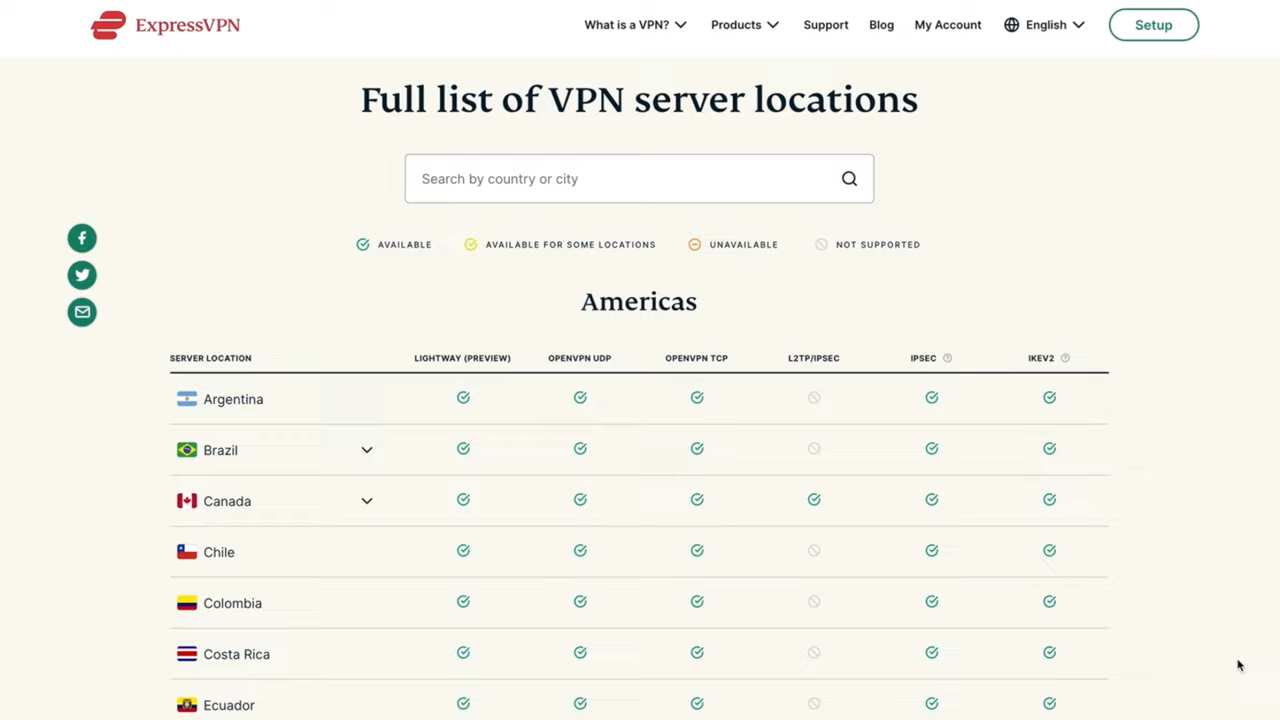 ExpressVPN
What is a VPN? Products Support Blog My Account English Setup
Full list of VPN server locations
Search by country or city
AVAILABLE AVAILABLE FOR SOME LOCATIONS UNAVAILABLE NOT SUPPORTED
Americas
SERVER LOCATION LIGHTWAY (PREVIEW) OPENVPN UDP OPENVPN TCP L2TP/IPSEC IPSEC IKEV2
Argentina
Brazil
Canada
Chile
Colombia
Costa Rica
Ecuador